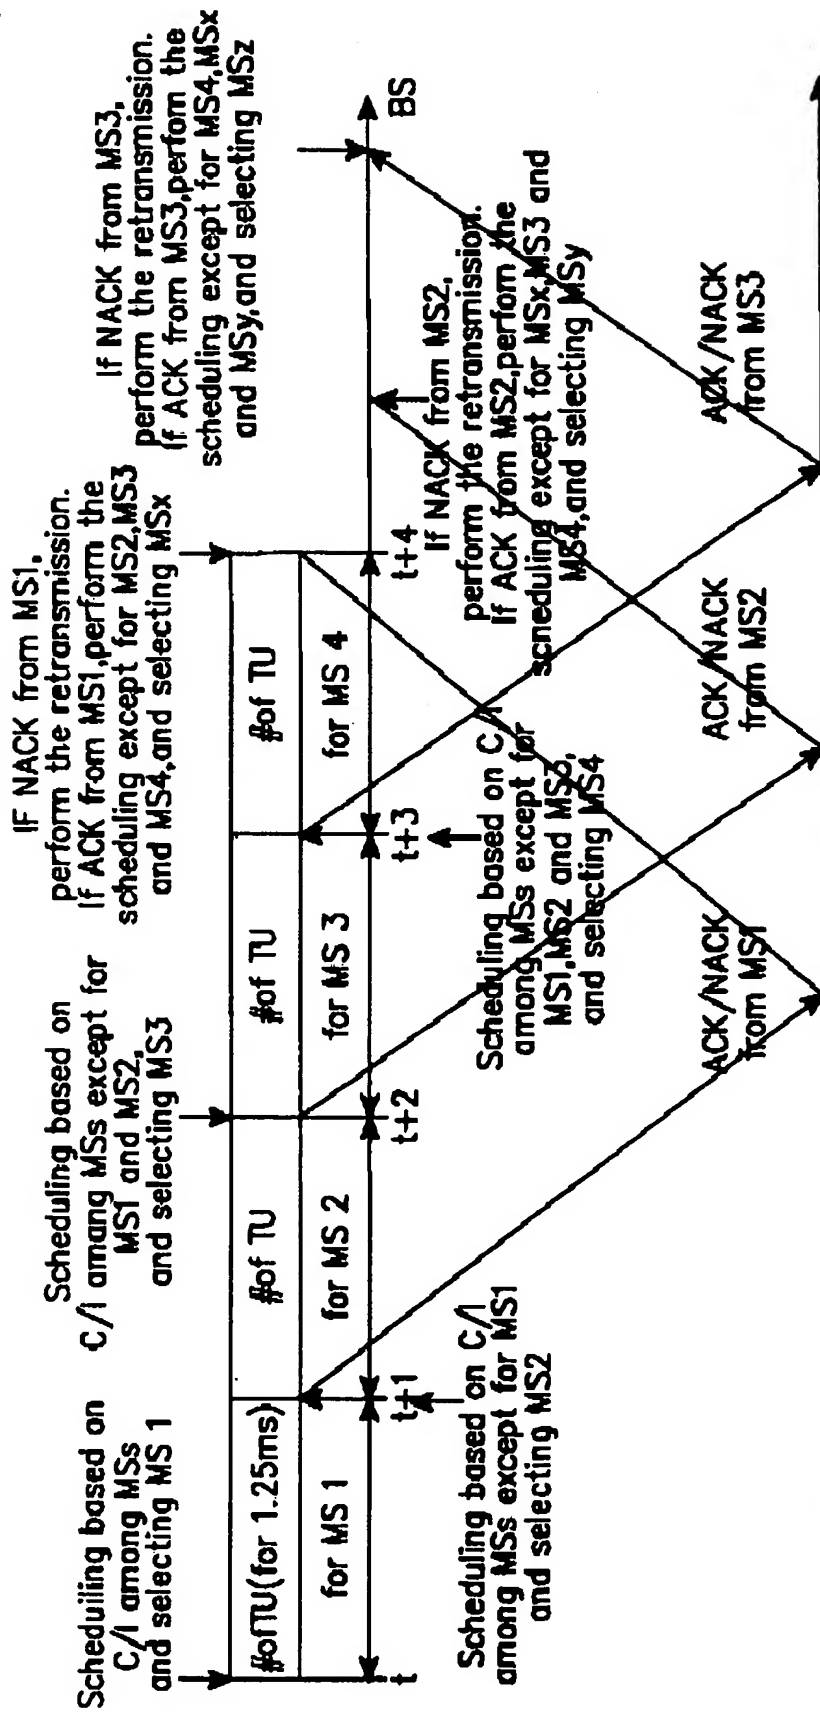 Scheduiling based on
C/I among MSs
and selecting MS 1
Scheduling based on
C/I amang MSs except for
MS1 and MS2,
and selecting MS3
IF NACK from MS1,
perform the retransmission.
If ACK from MS1,perform the
scheduling except for MS2,MS3
and MS4,and selecting MSx
If NACK from MS3,
perform the retransmission.
If ACK from MS3,perfom the
scheduling except for MS4,MSx
and MSy,and selecting MSz
#ofTU(for 1.25ms)
#of TU
#of TU
#of TU
for MS 1
for MS 2
for MS 3
for MS 4
t
t+1
t+2
t+3
t+4
BS
Scheduling based on C/I
among MSs except for MS1
and selecting MS2
Scheduling based on C/I
among MSs except for
MS1,MS2 and MS3,
and selecting MS4
If NACK from MS2,
perform the retransmission.
If ACK from MS2,perfom the
scneduling except for MSx,MS3 and
MS4,and selecting MSy
ACK/NACK
from MS1
ACK/NACK
from MS2
ACK/NACK
from MS3